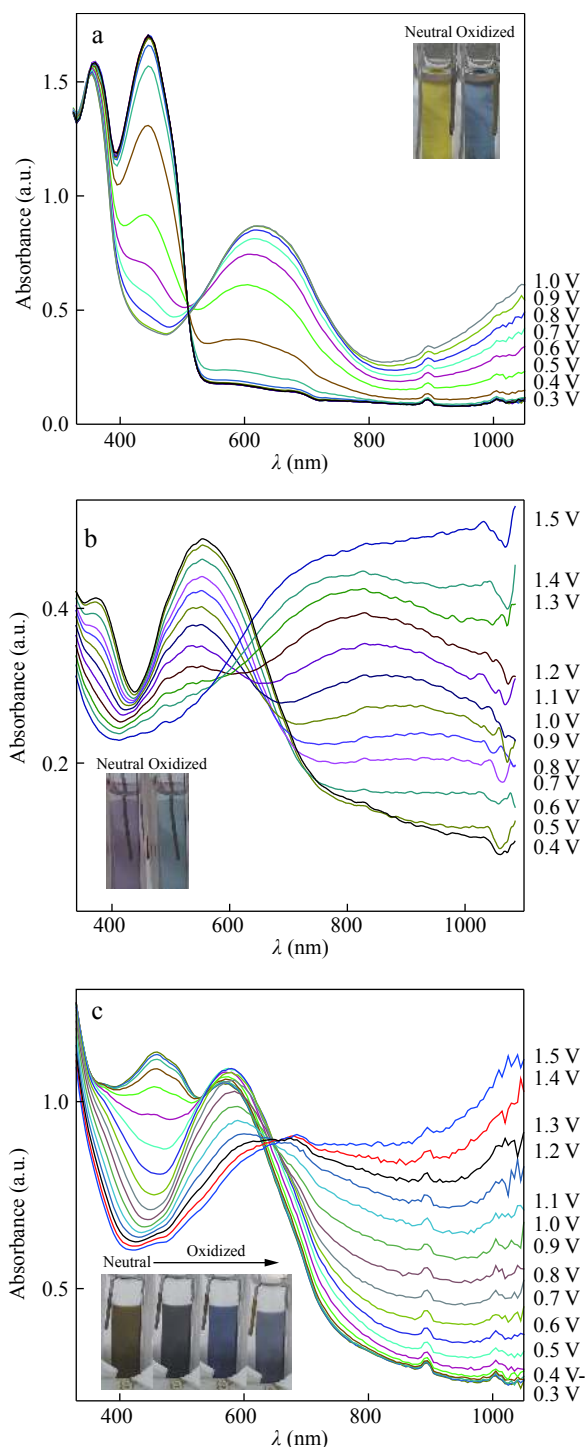 a
Neutral Oxidized
Absorbance (a.u.)
1.5
1.0
0.5
0.0
400
600
800
1000
λ (nm)
1.0 V
0.9 V
0.8 V
0.7 V
0.6 V
0.5 V
0.4 V
0.3 V
b
Neutral Oxidized
Absorbance (a.u.)
0.4
0.2
400
600
800
1000
λ (nm)
1.5 V
1.4 V
1.3 V
1.2 V
1.1 V
1.0 V
0.9 V
0.8 V
0.7 V
0.6 V
0.5 V
0.4 V
c
Neutral
Oxidized
Absorbance (a.u.)
1.0
0.5
400
600
800
1000
λ (nm)
1.5 V
1.4 V
1.3 V
1.2 V
1.1 V
1.0 V
0.9 V
0.8 V
0.7 V
0.6 V
0.5 V
0.4 V-
0.3 V